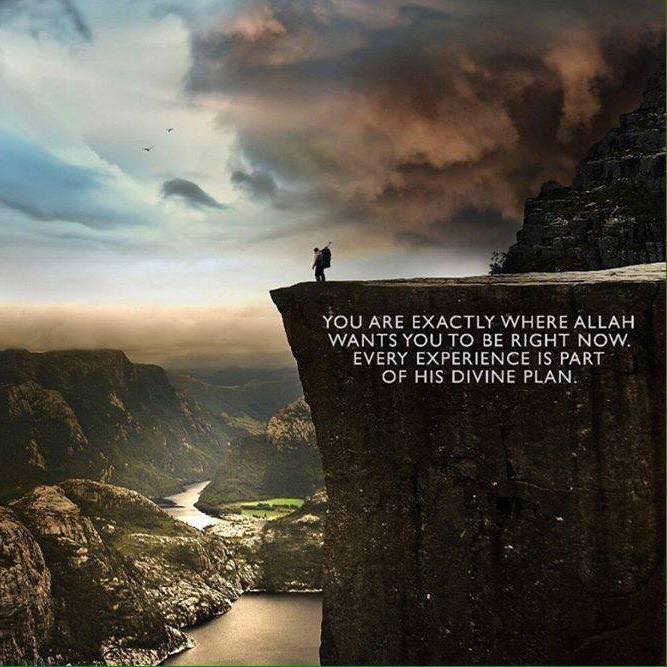 YOU ARE EXACTLY WHERE ALLAH
WANTS YOU TO BE RIGHT NOW.
EVERY EXPERIENCE IS PART
OF HIS DIVINE PLAN.